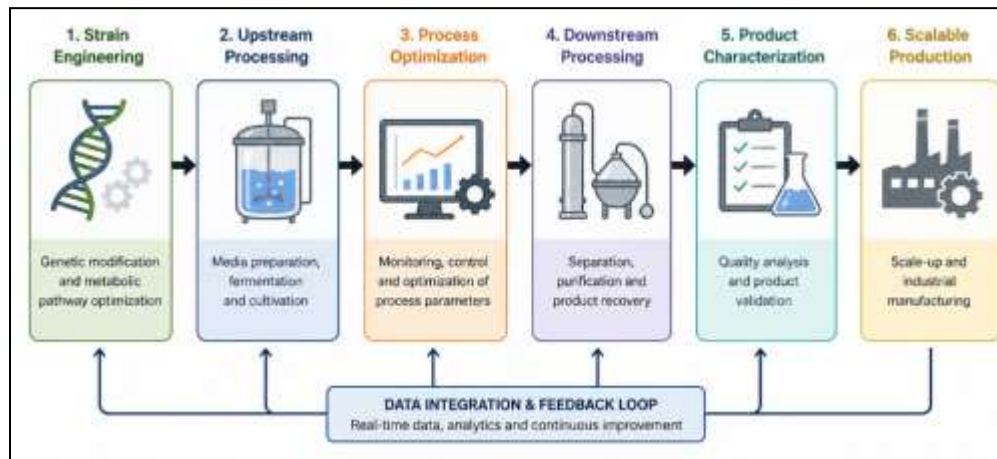 1. Strain
Engineering
2. Upstream
Processing
3. Process
Optimization
4. Downstream
Processing
5. Product
Characterization
6. Scalable
Production
Genetic modification
and metabolic
pathway optimization
Media preparation,
fermentation
and cultivation
Monitoring, control
and optimization of
process parameters
Separation,
purification and
product recovery
Quality analysis
and product
validation
Scale-up and
industrial
manufacturing
DATA INTEGRATION & FEEDBACK LOOP
Real-time data, analytics and continuous improvement